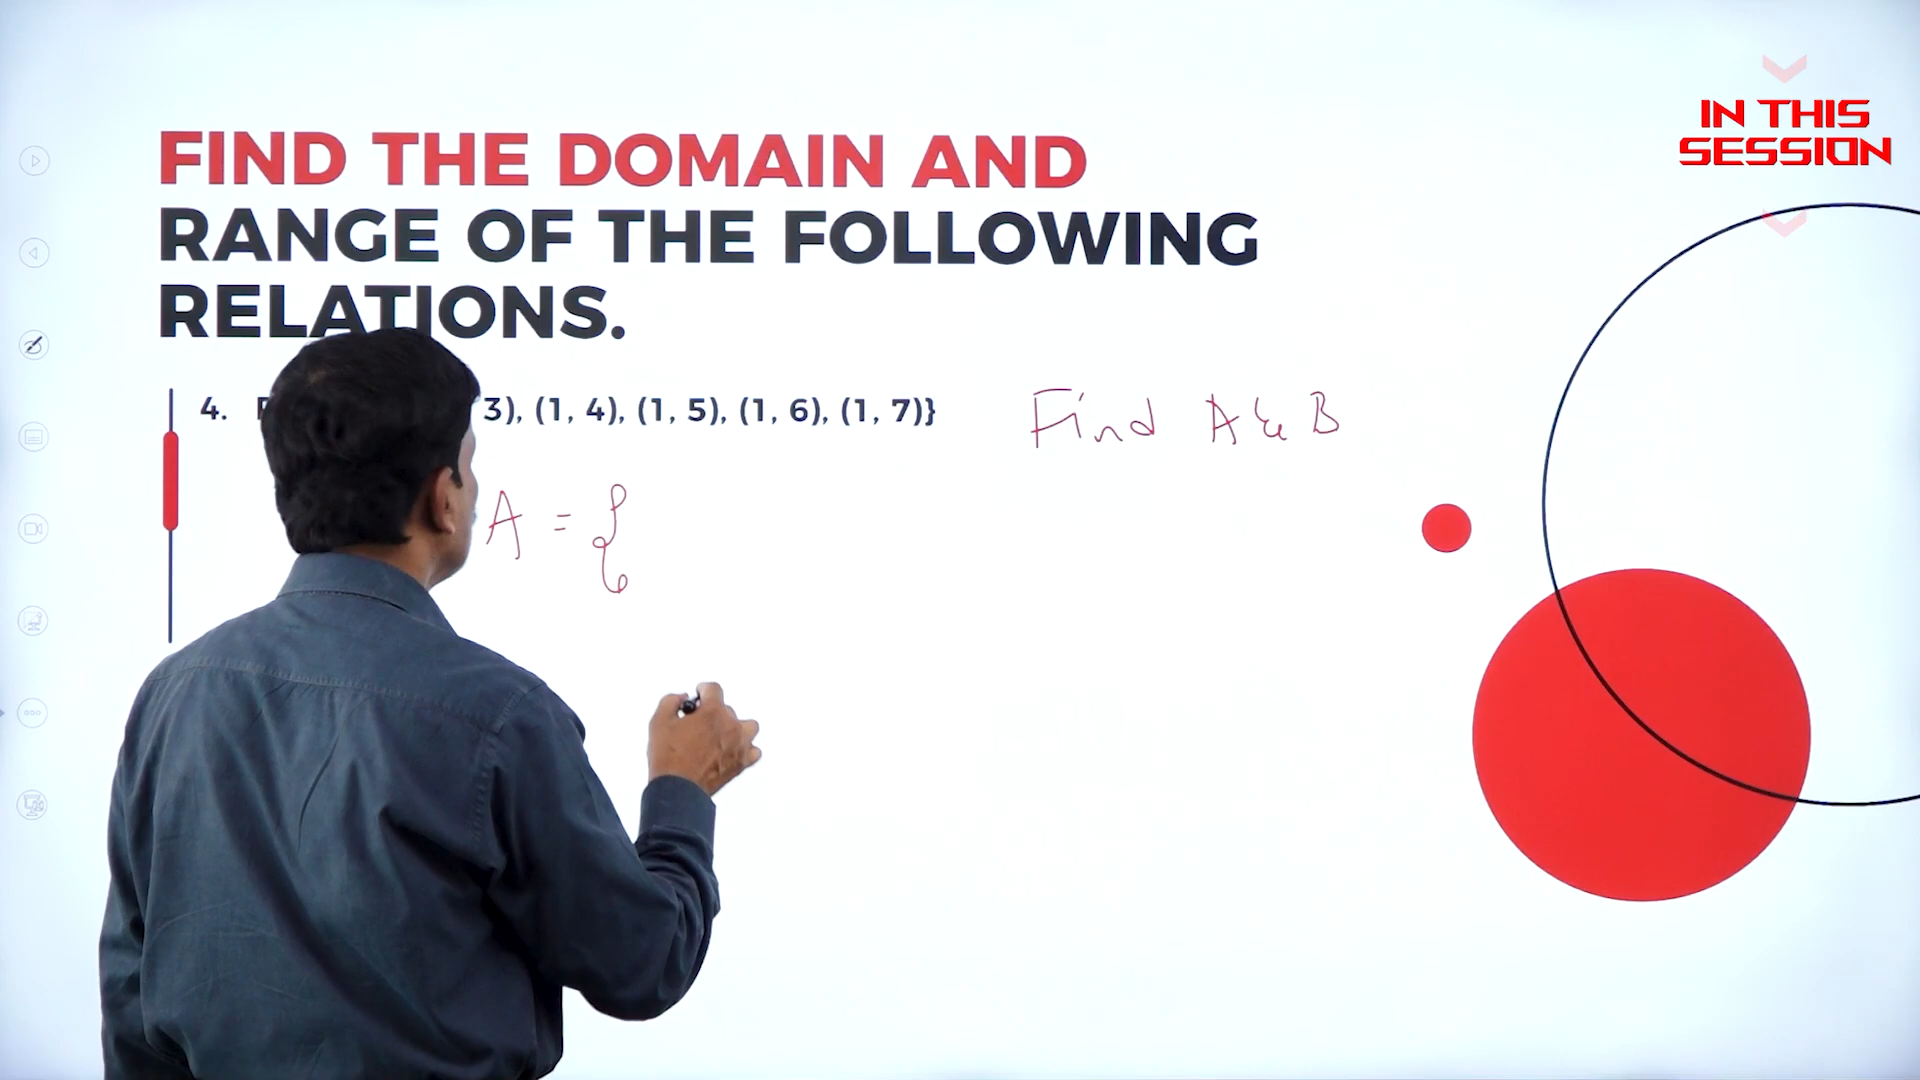 IN THIS
SESSION
FIND THE DOMAIN AND
RANGE OF THE FOLLOWING
RELATIONS.
4. 3), (1, 4), (1, 5), (1, 6), (1, 7)}
Find A & B
A = {